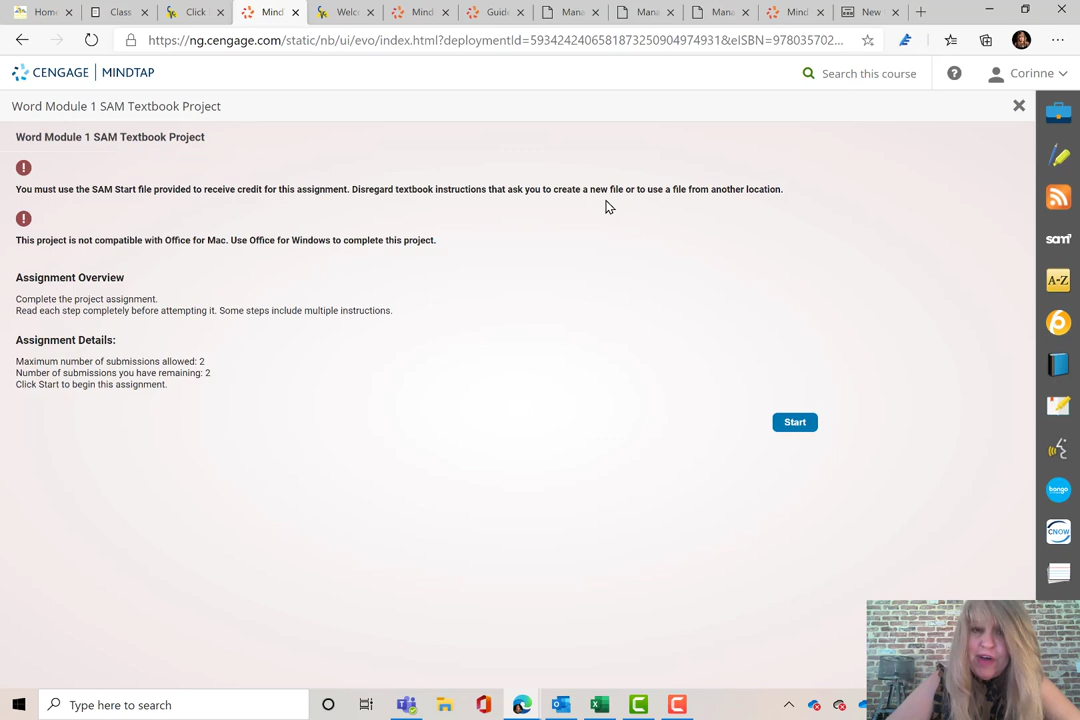 Home
Class
Click
Mind
Welc
Mind
Guide
Mana
Mana
Mana
Mind
New
https://ng.cengage.com/static/nb/ui/evo/index.html?deploymentId=5934242406581873250904974931&eISBN=978035702...
CENGAGE | MINDTAP
Search this course
Corinne
Word Module 1 SAM Textbook Project
Word Module 1 SAM Textbook Project
You must use the SAM Start file provided to receive credit for this assignment. Disregard textbook instructions that ask you to create a new file or to use a file from another location.
This project is not compatible with Office for Mac. Use Office for Windows to complete this project.
Assignment Overview
Complete the project assignment.
Read each step completely before attempting it. Some steps include multiple instructions.
Assignment Details:
Maximum number of submissions allowed: 2
Number of submissions you have remaining: 2
Click Start to begin this assignment.
Start
sam
A-Z
bongo
CNOW
Type here to search